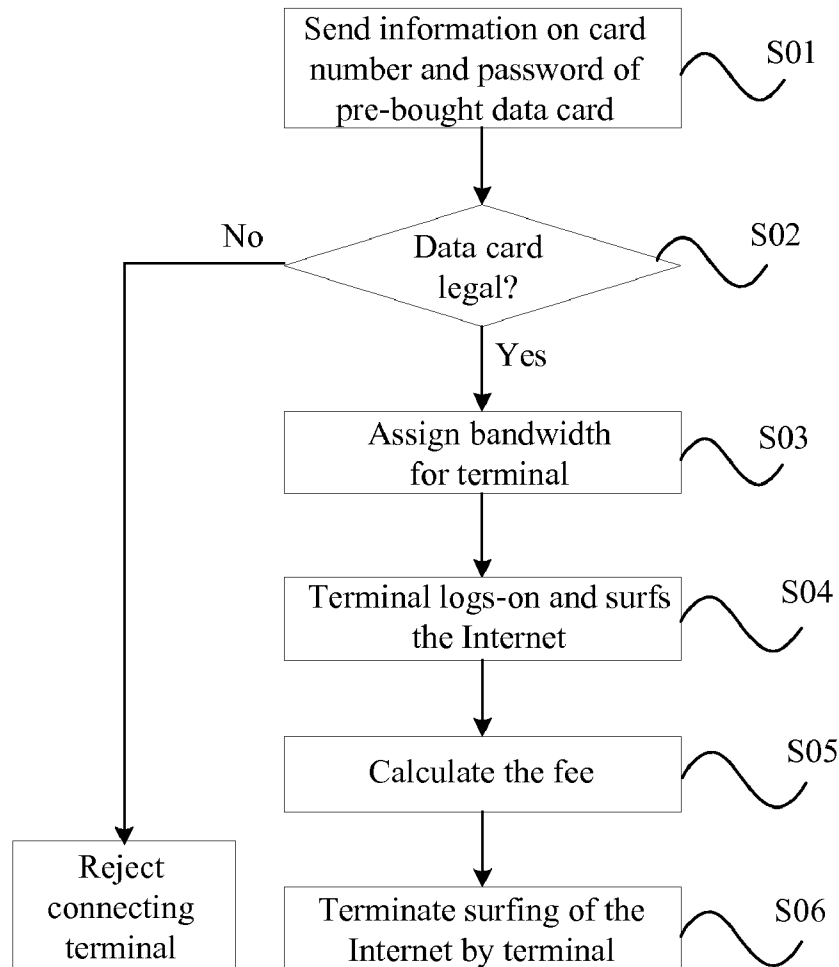 Send information on card
number and password of
pre-bought data card
S01
No
Data card
legal?
S02
Yes
Assign bandwidth
for terminal
S03
Terminal logs-on and surfs
the Internet
S04
Calculate the fee
S05
Reject
connecting
terminal
Terminate surfing of the
Internet by terminal
S06